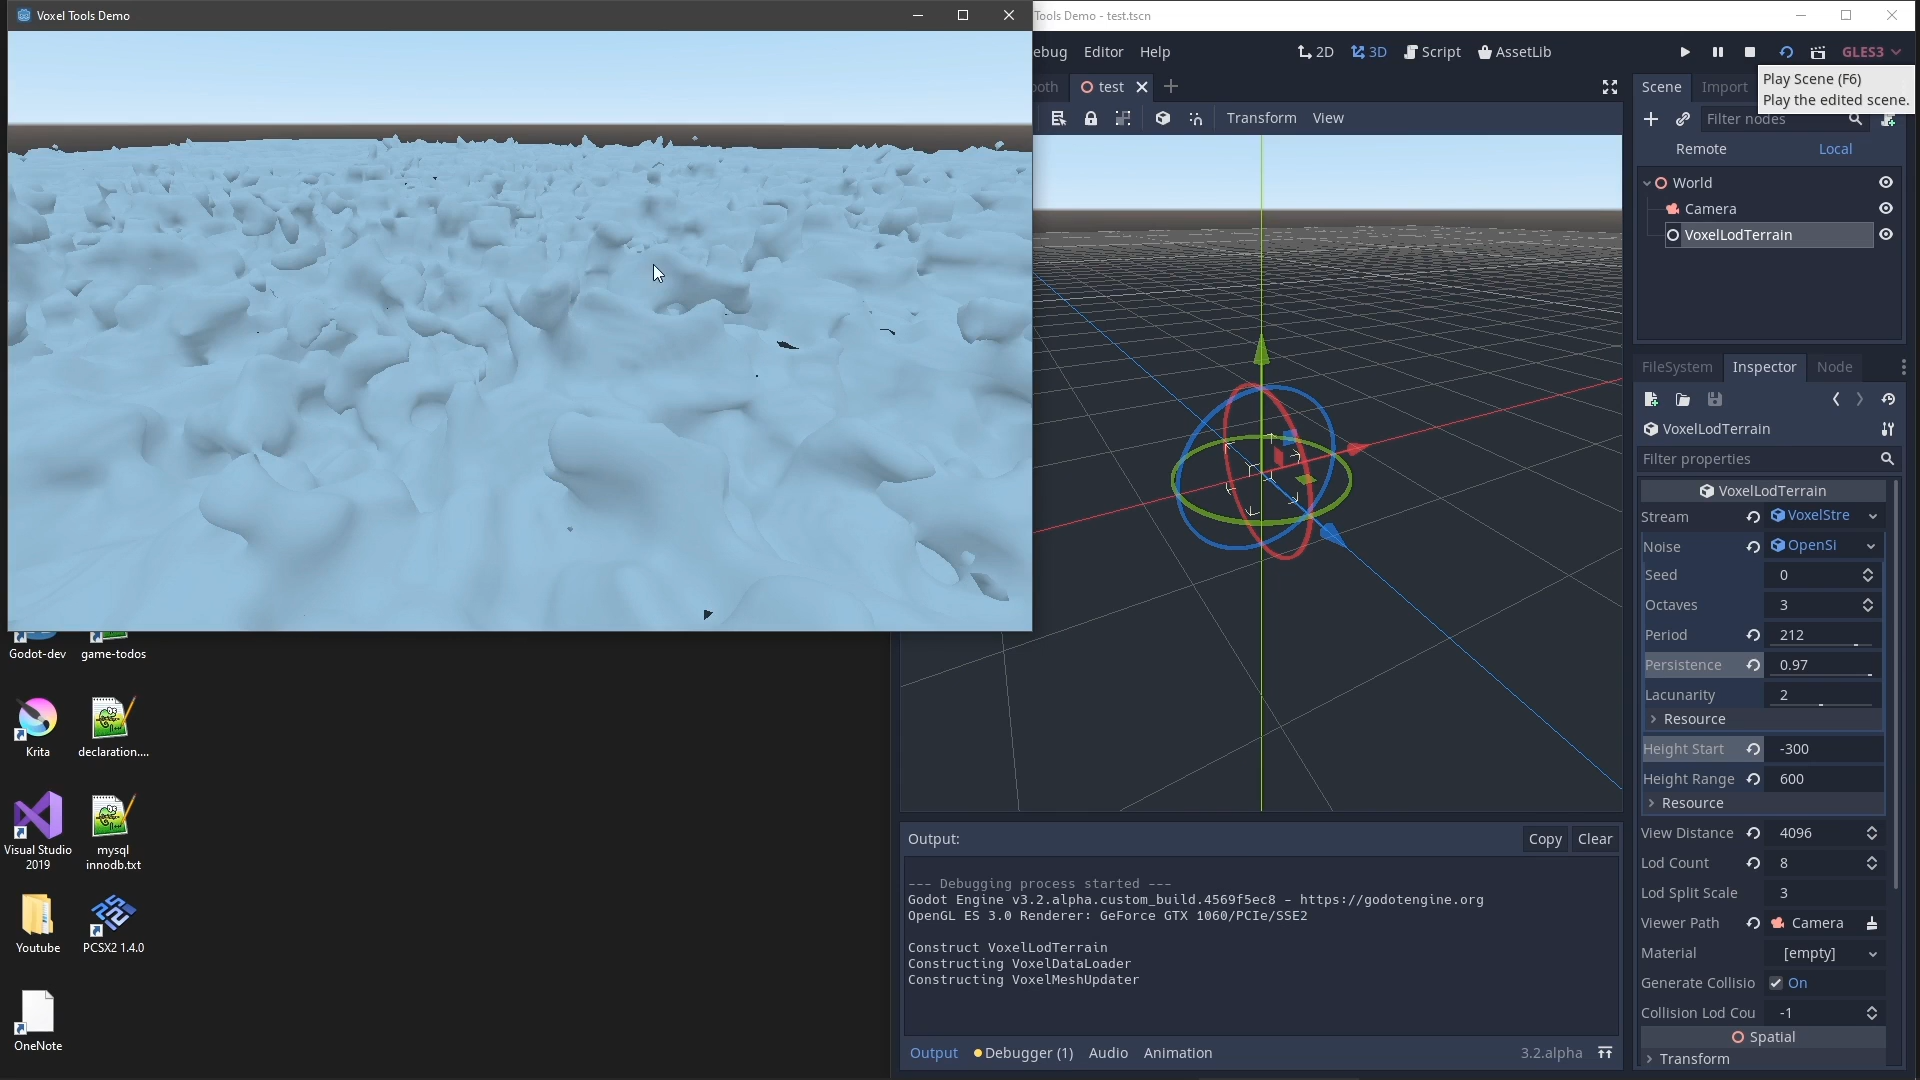 Voxel Tools Demo
Tools Demo - test.tscn
ebug Editor Help
2D 3D Script AssetLib
GLES3
Play Scene (F6)
Play the edited scene.
oth
test
Scene Import
Transform View
Filter nodes
Remote Local
World
Camera
VoxelLodTerrain
FileSystem Inspector Node
VoxelLodTerrain
Filter properties
VoxelLodTerrain
Stream VoxelStre
Noise OpenSi
Seed 0
Octaves 3
Period 212
Persistence 0.97
Lacunarity 2
Resource
Height Start -300
Height Range 600
Resource
View Distance 4096
Lod Count 8
Lod Split Scale 3
Viewer Path Camera
Material [empty]
Generate Collisio On
Collision Lod Cou -1
Spatial
Transform
Godot-dev
game-todos
Krita
declaration....
Visual Studio
2019
mysql
innodb.txt
Youtube
PCSX2 1.4.0
OneNote
Output:
Copy Clear
--- Debugging process started ---
Godot Engine v3.2.alpha.custom_build.4569f5ec8 - https://godotengine.org
OpenGL ES 3.0 Renderer: GeForce GTX 1060/PCIe/SSE2
Construct VoxelLodTerrain
Constructing VoxelDataLoader
Constructing VoxelMeshUpdater
Output Debugger (1) Audio Animation
3.2.alpha